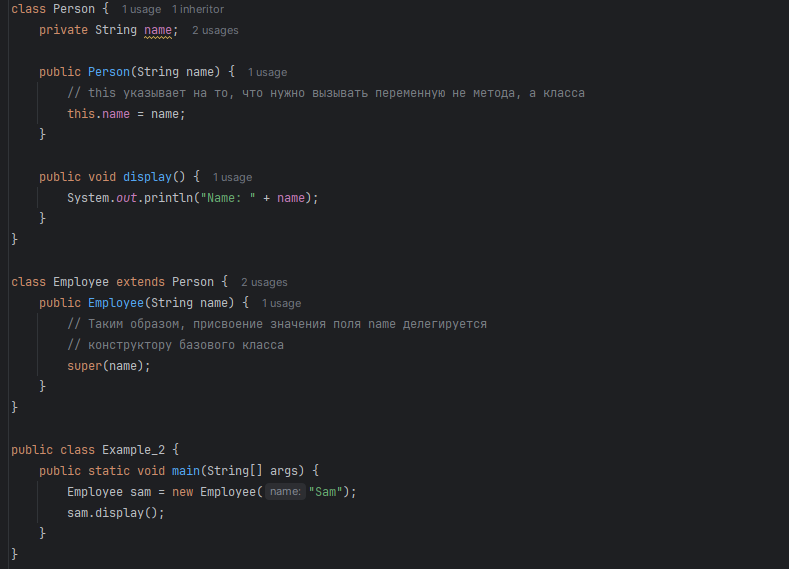 class Person { 1 usage 1 inheritor
private String name; 2 usages
public Person(String name) { 1 usage
// this указывает на то, что нужно вызывать переменную не метода, а класса
this.name = name;
}
public void display() { 1 usage
System.out.println("Name: " + name);
}
}
class Employee extends Person { 2 usages
public Employee(String name) { 1 usage
// Таким образом, присвоение значения поля name делегируется
// конструктору базового класса
super(name);
}
}
public class Example_2 {
public static void main(String[] args) {
Employee sam = new Employee( name: "Sam");
sam.display();
}
}